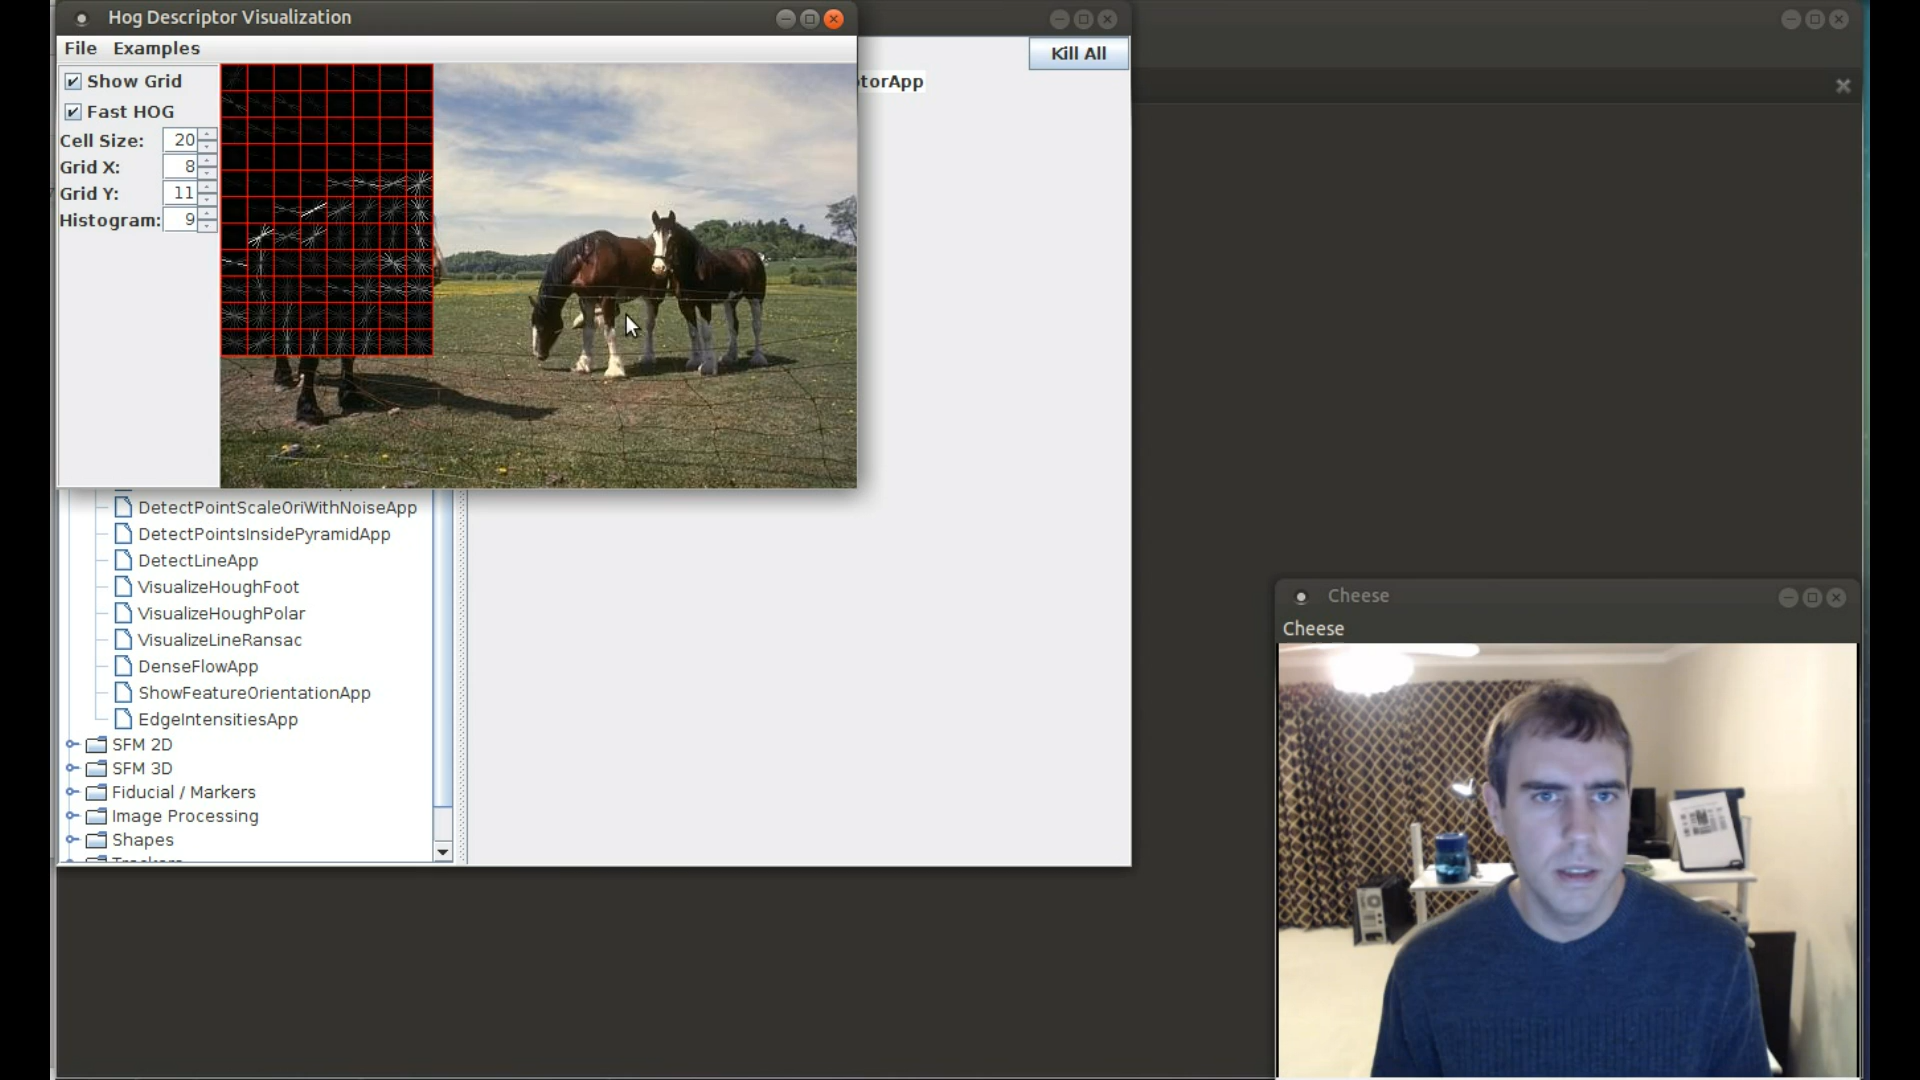 Hog Descriptor Visualization
File Examples
Kill All
Show Grid
torApp
Fast HOG
Cell Size: 20
Grid X: 8
Grid Y: 11
Histogram: 9
DetectPointScaleOriWithNoiseApp
DetectPointsInsidePyramidApp
DetectLineApp
VisualizeHoughFoot
VisualizeHoughPolar
VisualizeLineRansac
DenseFlowApp
ShowFeatureOrientationApp
EdgeIntensitiesApp
SFM 2D
SFM 3D
Fiducial / Markers
Image Processing
Shapes
Cheese
Cheese